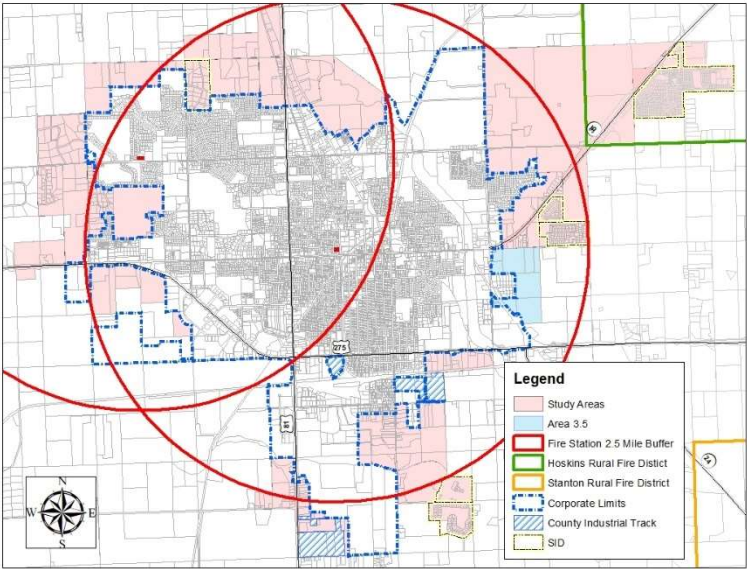 35
275
81
24
N
W
E
S
Legend
Study Areas
Area 3.5
Fire Station 2.5 Mile Buffer
Hoskins Rural Fire Distict
Stanton Rural Fire District
Corporate Limits
County Industrial Track
SID